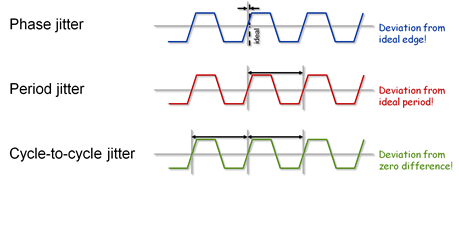 Phase jitter
ideal
Deviation from
ideal edge!
Period jitter
Deviation from
ideal period!
Cycle-to-cycle jitter
Deviation from
zero difference!